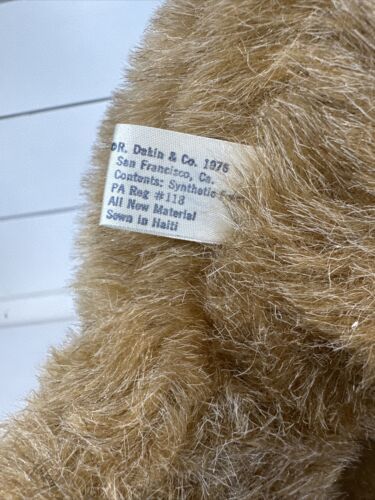 ©R. Dakin & Co. 1976
San Francisco, Ca.
Contents: Synthetic
PA Reg #118
All New Material
Sewn in Haiti